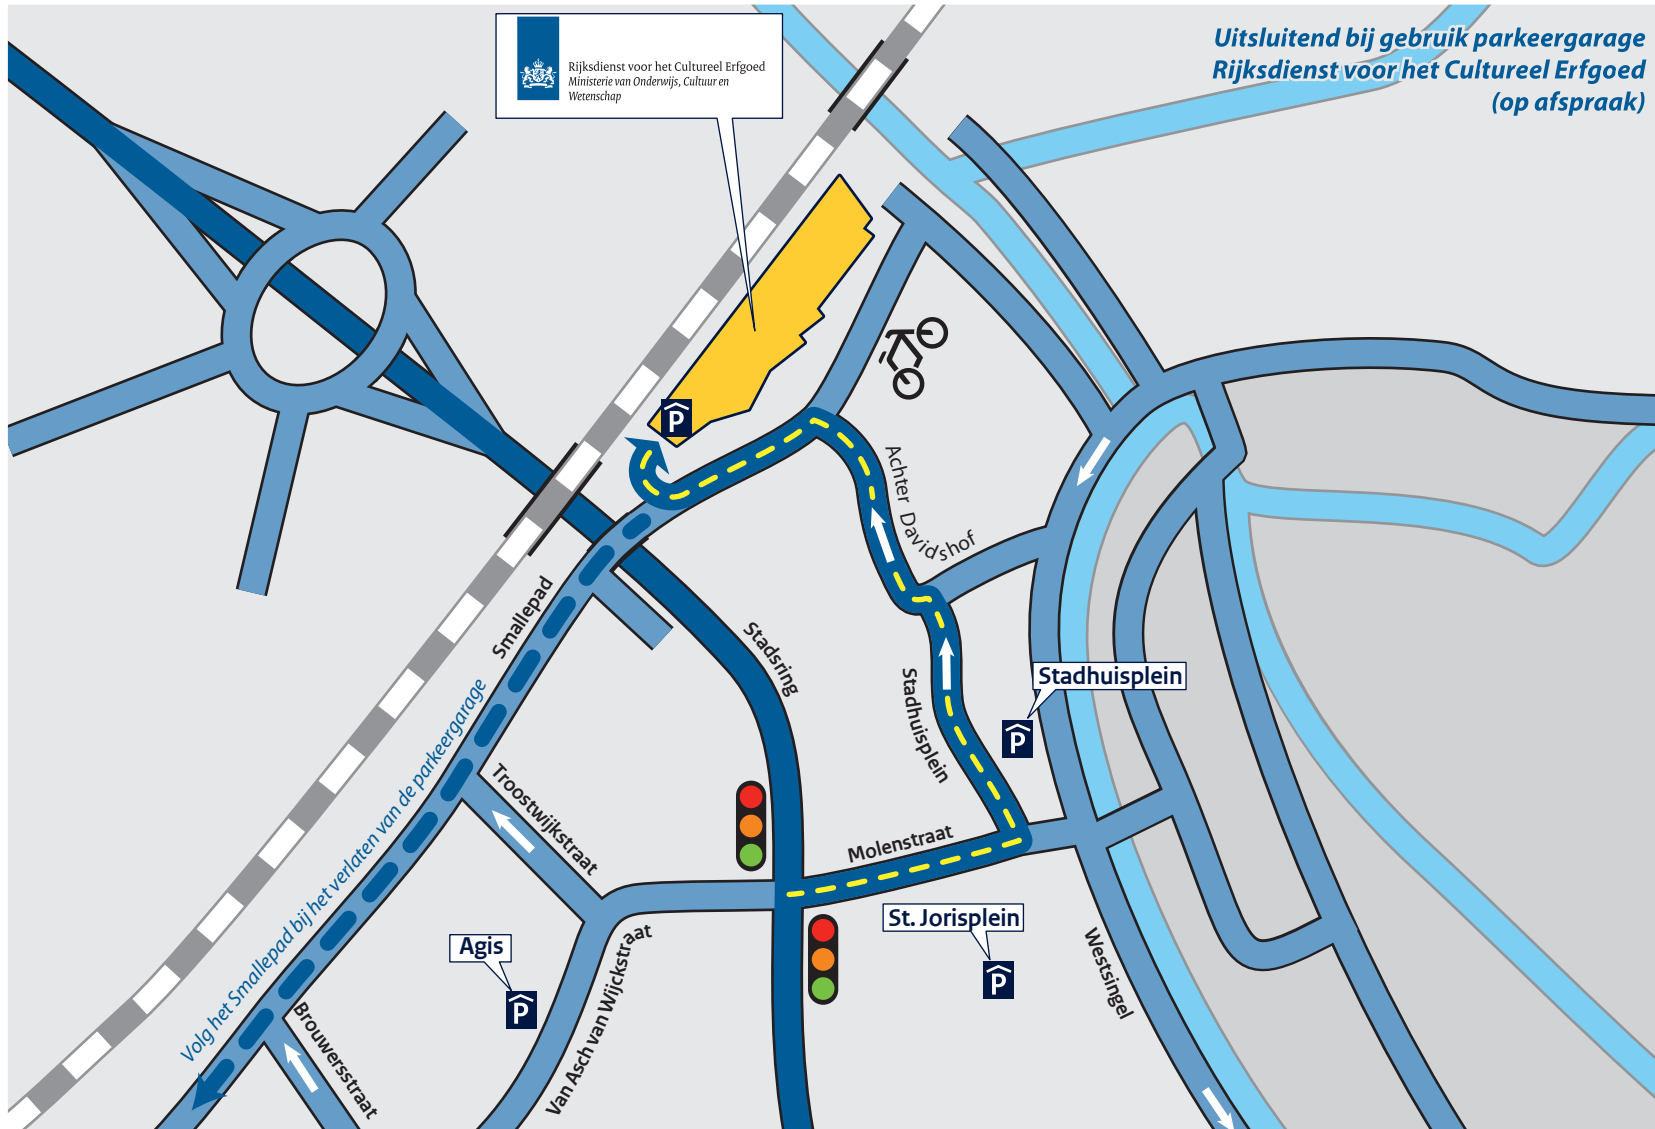 Uitsluitend bij gebruik parkeergarage
Rijksdienst voor het Cultureel Erfgoed
(op afspraak)
Rijksdienst voor het Cultureel Erfgoed
Ministerie van Onderwijs, Cultuur en
Wetenschap
P
Achter Davidshof
Smallepad
Stadsring
Stadhuisplein
Stadhuisplein
P
Volg het Smallepad bij het verlaten van de parkeergarage
Troostwijkstraat
Molenstraat
St. Jorisplein
P
Agis
P
Van Asch van Wijckstraat
Westsingel
Brouwersstraat